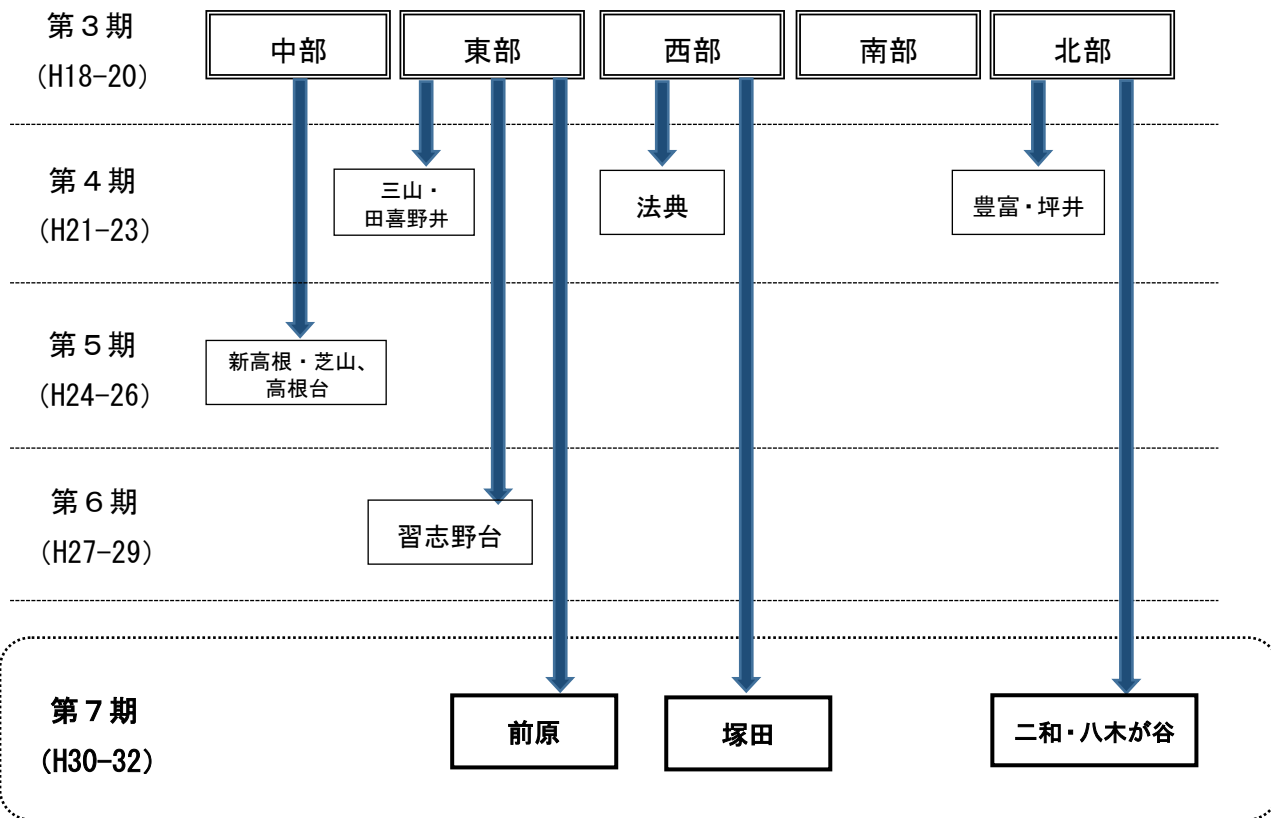 第３期
(H18-20)
中部
東部
西部
南部
北部
第４期
(H21-23)
三山・
田喜野井
法典
豊富・坪井
第５期
(H24-26)
新高根・芝山、
高根台
第６期
(H27-29)
習志野台
第７期
(H30-32)
前原
塚田
二和・八木が谷